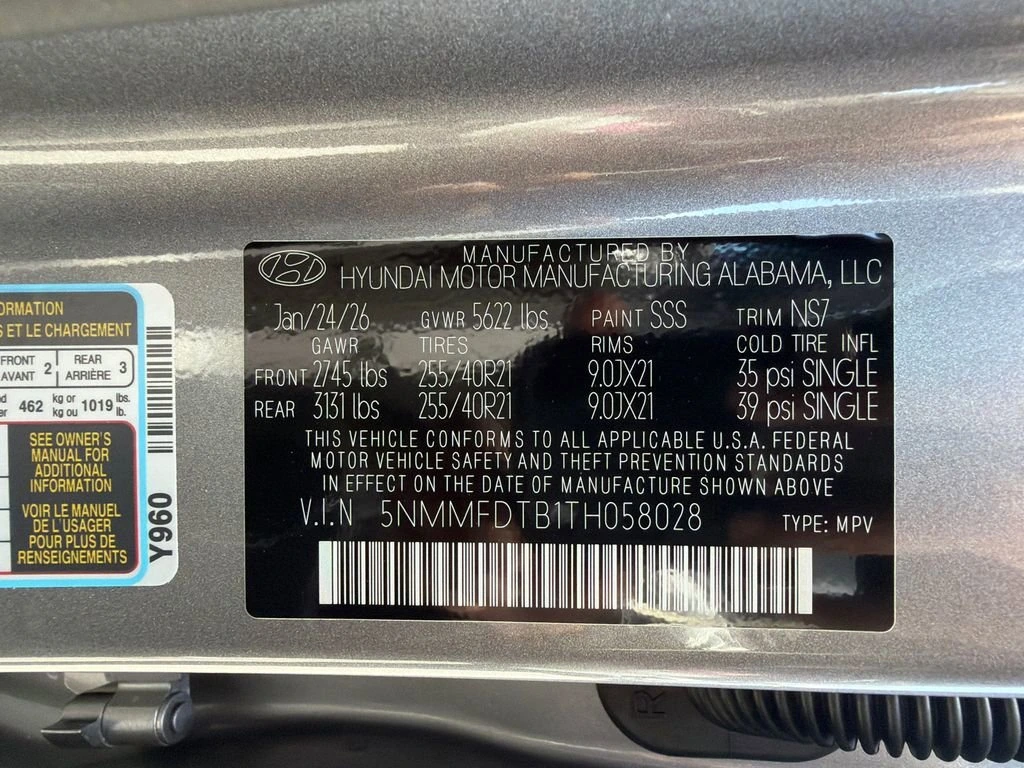 MANUFACTURED BY
HYUNDAI MOTOR MANUFACTURING ALABAMA, LLC
Jan/24/26 GVWR 5622 lbs PAINT SSS TRIM NS7
GAWR TIRES RIMS COLD TIRE INFL
FRONT 2745 lbs 255/40R21 9.0JX21 35 psi SINGLE
REAR 3131 lbs 255/40R21 9.0JX21 39 psi SINGLE
THIS VEHICLE CONFORMS TO ALL APPLICABLE U.S.A. FEDERAL
MOTOR VEHICLE SAFETY AND THEFT PREVENTION STANDARDS
IN EFFECT ON THE DATE OF MANUFACTURE SHOWN ABOVE
V.I.N 5NMMFDTB1TH058028 TYPE: MPV
ORMATION
S ET LE CHARGEMENT
FRONT
AVANT 2
REAR
ARRIÈRE 3
462 kg or
kg ou 1019 lbs.
lb.
SEE OWNER'S
MANUAL FOR
ADDITIONAL
INFORMATION
VOIR LE MANUEL
DE L'USAGER
POUR PLUS DE
RENSEIGNEMENTS
Y960
R